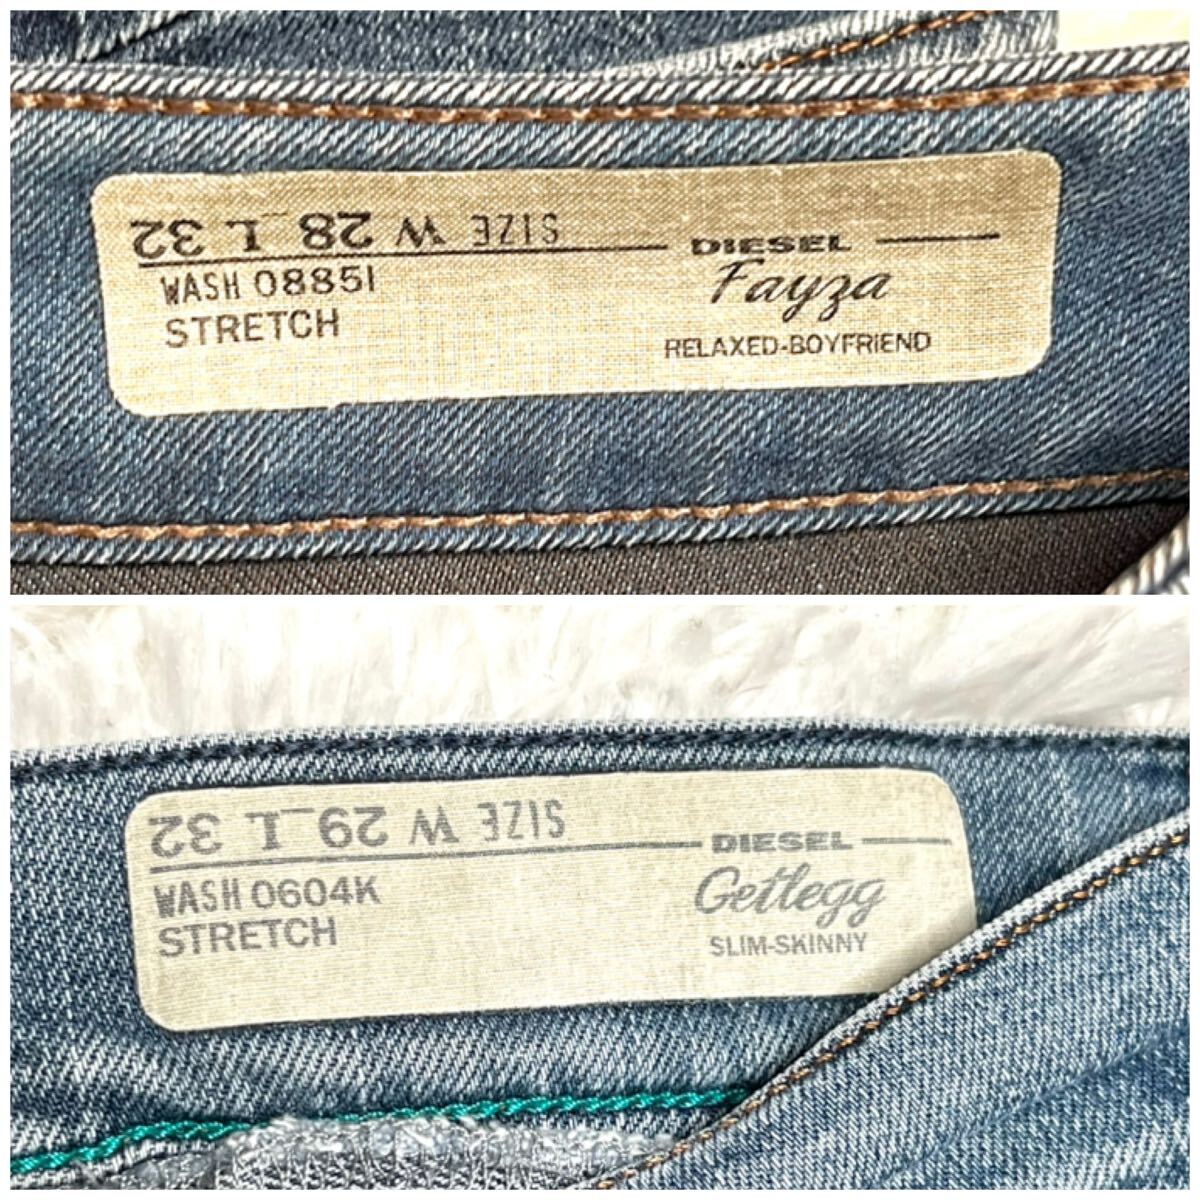 SIZE W 28 L 32
DIESEL
WASH 0885I
Fayza
STRETCH
RELAXED-BOYFRIEND
SIZE W 29 L 32
DIESEL
WASH 0604K
Getlegg
STRETCH
SLIM-SKINNY